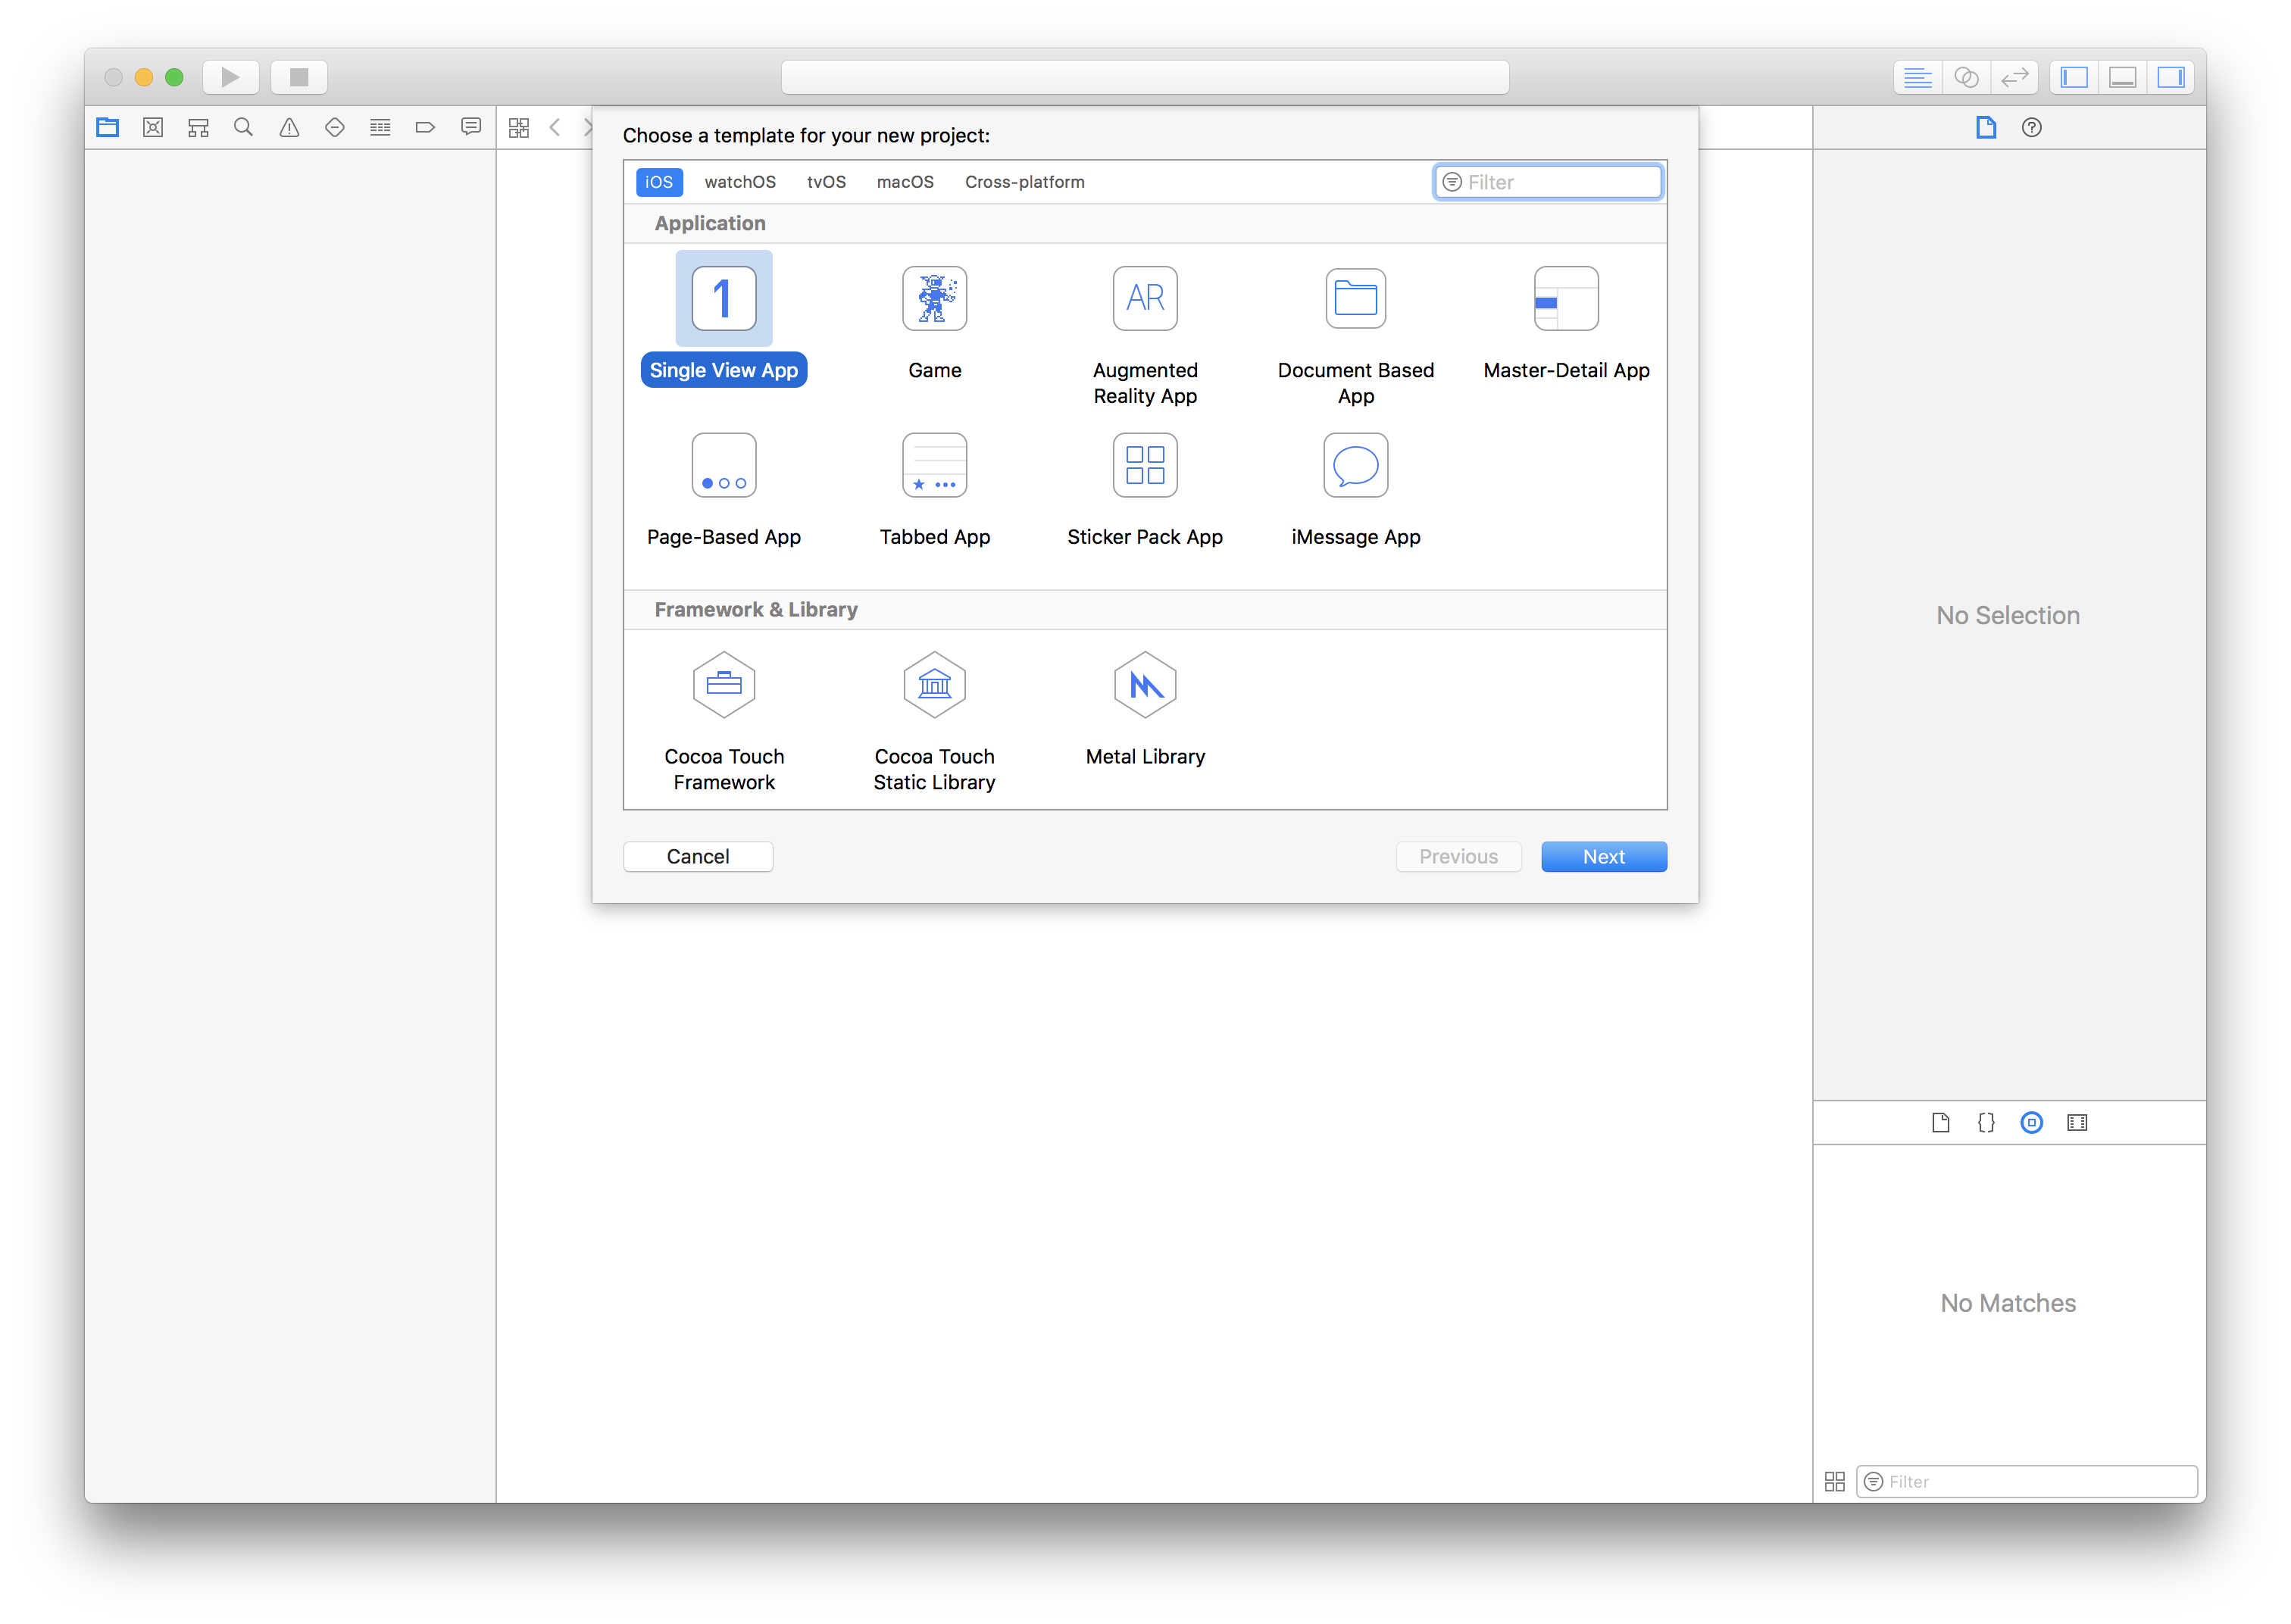 Choose a template for your new project:
iOS watchOS tvOS macOS Cross-platform Filter
Application
1 AR
Single View App Game Augmented Reality App Document Based App Master-Detail App
Page-Based App Tabbed App Sticker Pack App iMessage App
Framework & Library
Cocoa Touch Framework Cocoa Touch Static Library Metal Library
Cancel Previous Next
No Selection
{}
No Matches
Filter